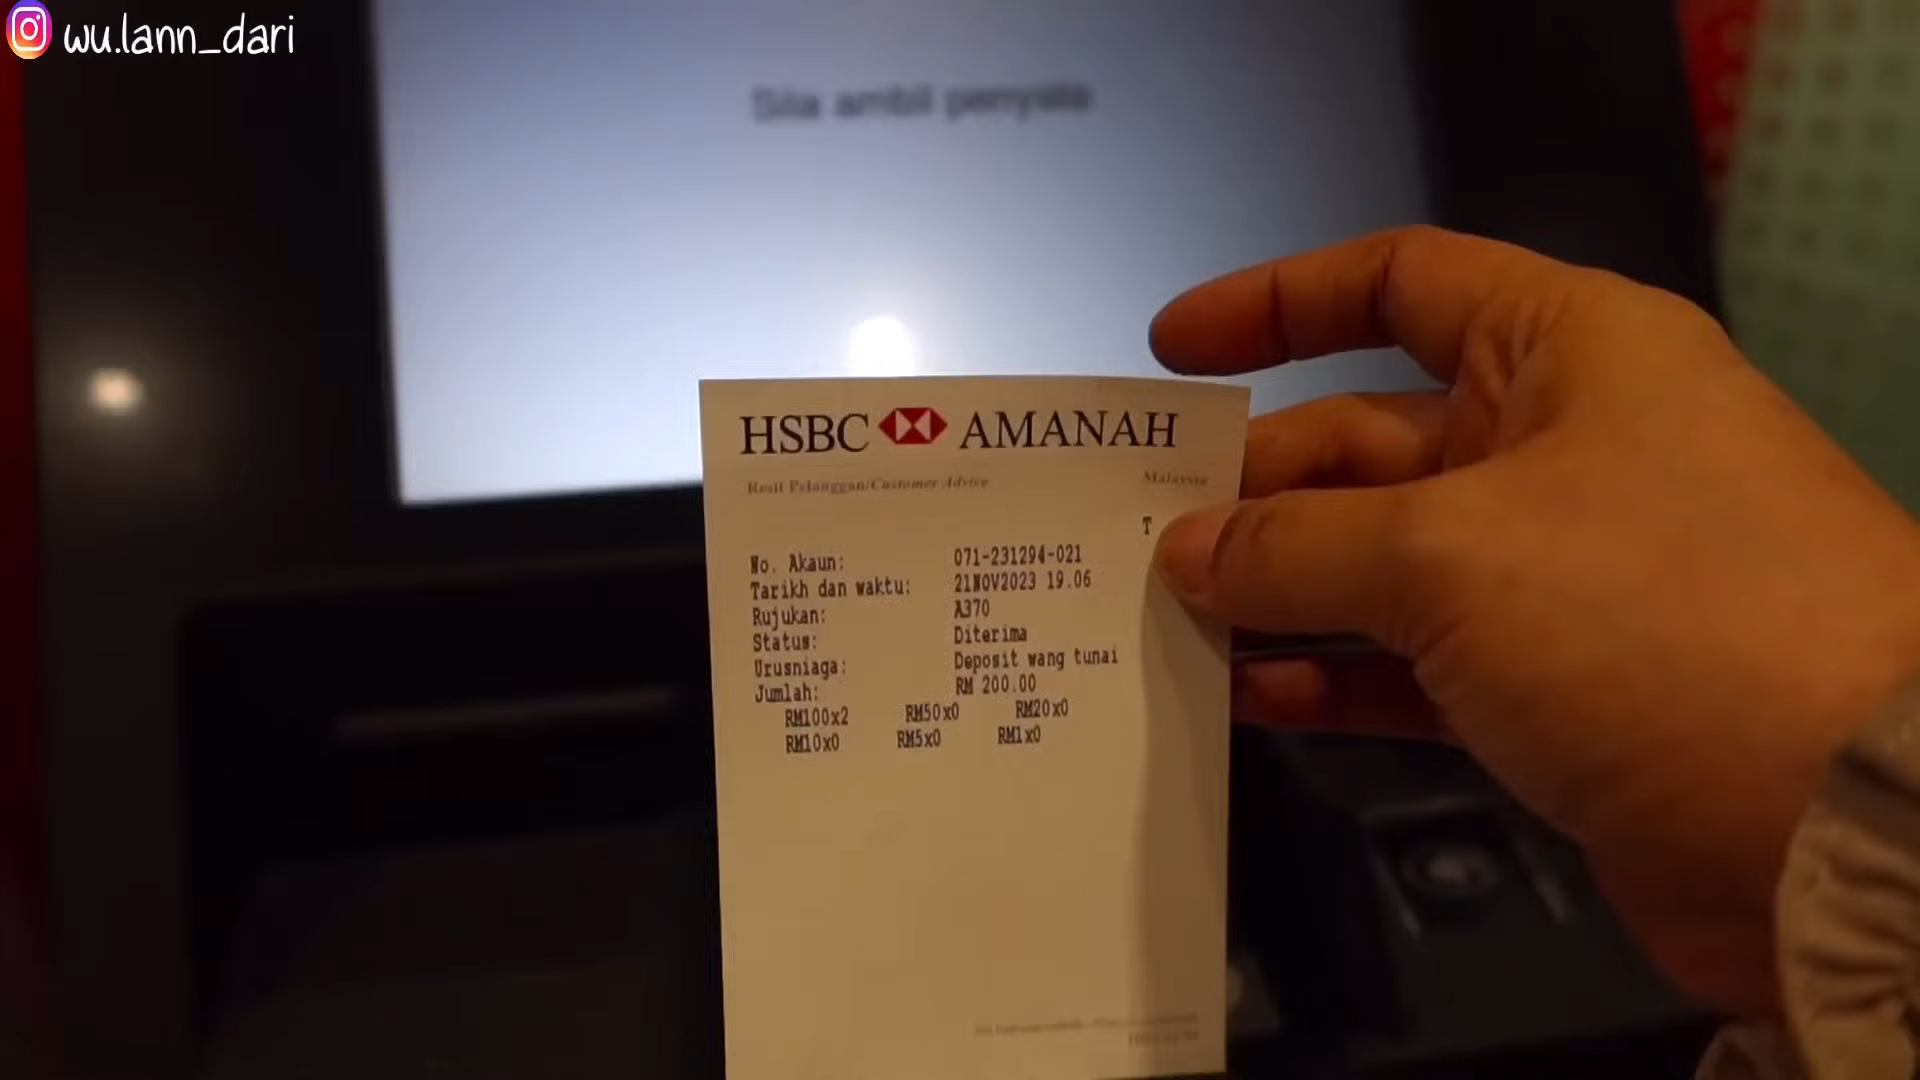 wu.lann_dari
Sila ambil penyata
HSBC AMANAH
Resit Pelanggan/Customer Advice Malaysia
T
No. Akaun: 071-231294-021
Tarikh dan waktu: 21NOV2023 19.06
Rujukan: A370
Status: Diterima
Urusniaga: Deposit wang tunai
Jumlah: RM 200.00
RM100x2 RM50x0 RM20x0
RM10x0 RM5x0 RM1x0